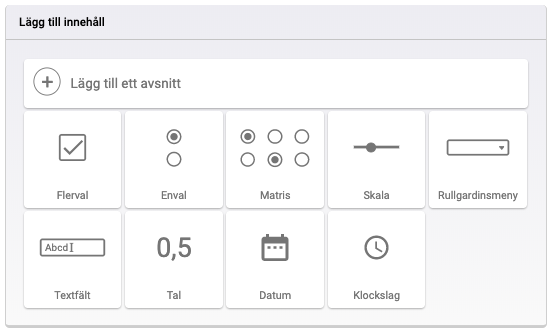 Lägg till innehåll
Lägg till ett avsnitt
Flerval
Enval
Matris
Skala
Rullgardinsmeny
Abcd
Textfält
0,5
Tal
Datum
Klockslag